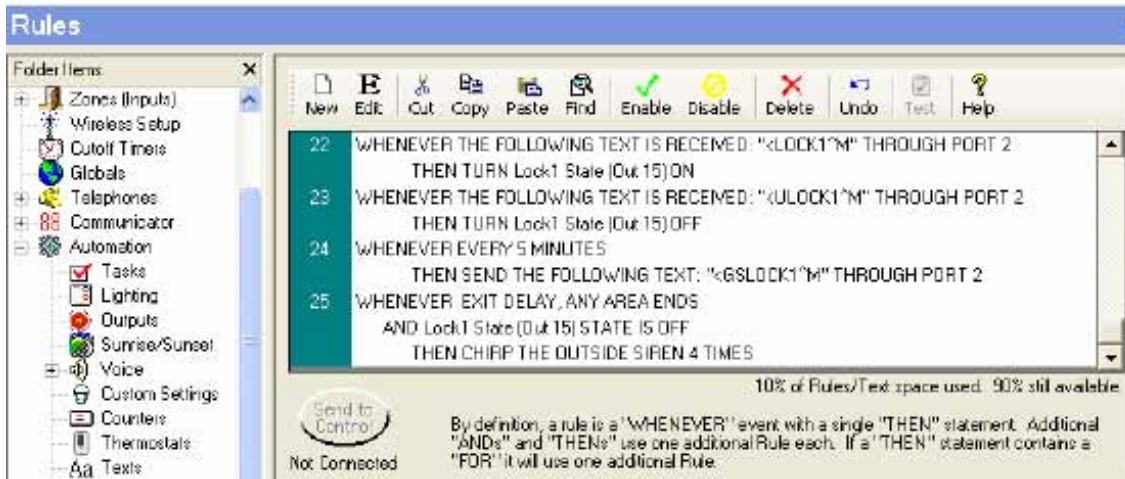 Rules
Folder Items
Zones (Inputs)
Wireless Setup
Cutoff Timers
Globals
Telephones
88 Communicator
Automation
Tasks
Lighting
Outputs
Sunrise/Sunset
Voice
Custom Settings
Counters
Thermostats
Aa Texts
New Edit Cut Copy Paste Find Enable Disable Delete Undo Test Help
22 WHENEVER THE FOLLOWING TEXT IS RECEIVED: "<LOCK1^M" THROUGH PORT 2
THEN TURN Lock1 State (Out 15) ON
23 WHENEVER THE FOLLOWING TEXT IS RECEIVED: "<ULOCK1^M" THROUGH PORT 2
THEN TURN Lock1 State (Out 15) OFF
24 WHENEVER EVERY 5 MINUTES
THEN SEND THE FOLLOWING TEXT: "<GSLOCK1^M" THROUGH PORT 2
25 WHENEVER EXIT DELAY, ANY AREA ENDS
AND Lock1 State (Out 15) STATE IS OFF
THEN CHIRP THE OUTSIDE SIREN 4 TIMES
10% of Rules/Text space used. 90% still available
Send to
Control
Not Connected
By definition, a rule is a "WHENEVER" event with a single "THEN" statement. Additional
"ANDs" and "THENs" use one additional Rule each. If a "THEN" statement contains a
"FOR" it will use one additional Rule.